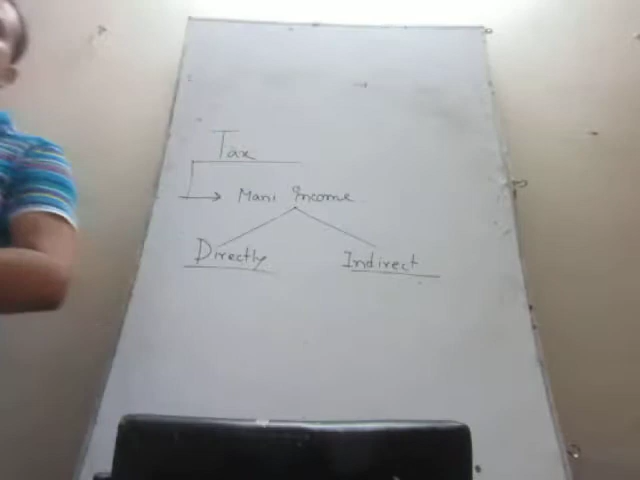 Tax
→ Mani Income
Directly Indirect